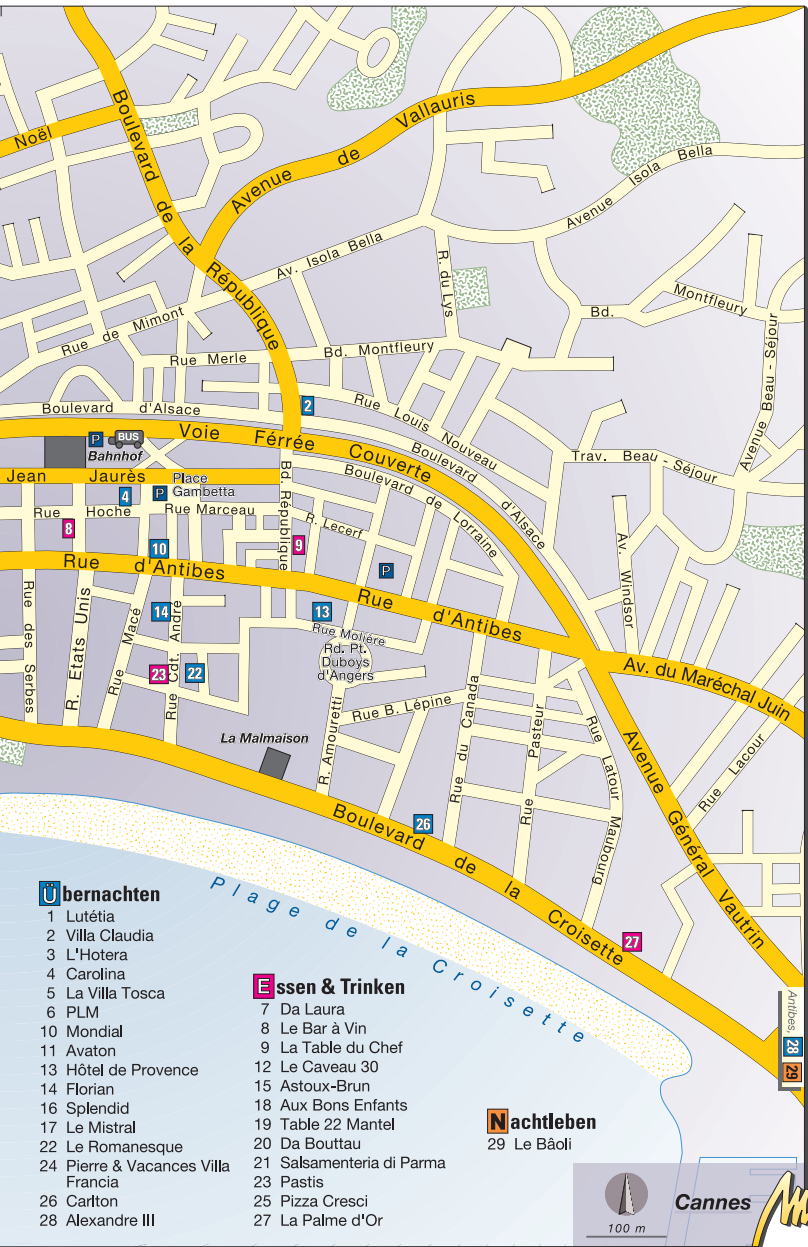 Noël
Boulevard de la République
Avenue de Vallauris
Avenue Isola Bella
Av. Isola Bella
R. du Lys
Rue de Mimont
Rue Merle
Bd. Montfleury
Bd. Montfleury
Avenue Beau - Séjour
Boulevard d'Alsace
2
Rue Louis Nouveau
P BUS
Bahnhof
Voie Férrée Couverte
Boulevard d'Alsace
Trav. Beau - Séjour
Jean Jaurès
Place
Gambetta
4
P
Bd. République
Boulevard de Lorraine
Rue Hoche
Rue Marceau
R. Lecerf
8
10
9
P
Av. Windsor
Rue d'Antibes
Rue d'Antibes
Rue des Serbes
R. Etats Unis
Rue Macé
14
Rue Cdt. André
13
Rue Moliére
Rd. Pt.
Duboys
d'Angers
23
22
Av. du Maréchal Juin
Rue B. Lépine
R. Amouretti
Rue du Canada
Rue Pasteur
Rue Latour Maubourg
La Malmaison
Avenue Général Vautrin
Rue Lacour
26
Boulevard de la Croisette
27
Plage de la Croisette
Antibes,
28
29
Übernachten
1 Lutétia
2 Villa Claudia
3 L'Hotera
4 Carolina
5 La Villa Tosca
6 PLM
10 Mondial
11 Avaton
13 Hôtel de Provence
14 Florian
16 Splendid
17 Le Mistral
22 Le Romanesque
24 Pierre & Vacances Villa
Francia
26 Carlton
28 Alexandre III
Essen & Trinken
7 Da Laura
8 Le Bar à Vin
9 La Table du Chef
12 Le Caveau 30
15 Astoux-Brun
18 Aux Bons Enfants
19 Table 22 Mantel
20 Da Bouttau
21 Salsamenteria di Parma
23 Pastis
25 Pizza Cresci
27 La Palme d'Or
Nachtleben
29 Le Bâoli
100 m
Cannes